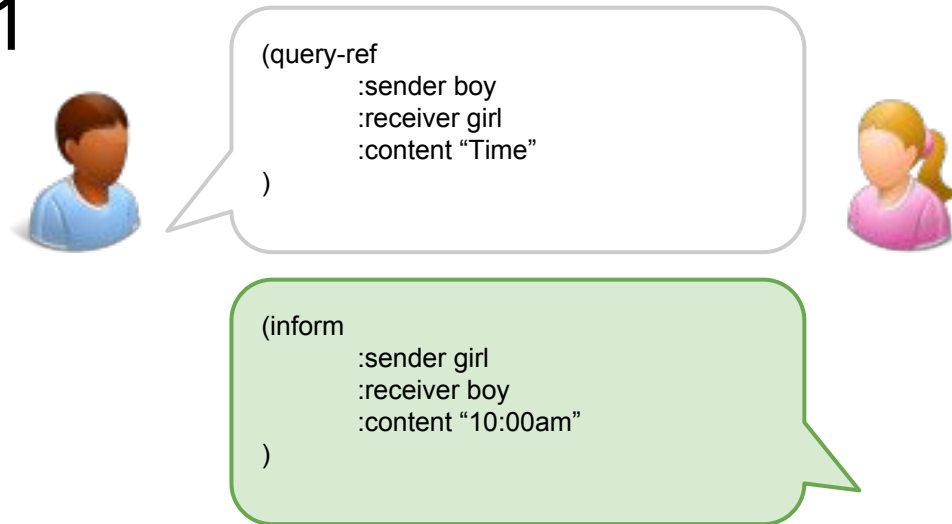 1
(query-ref
:sender boy
:receiver girl
:content “Time”
)
(inform
:sender girl
:receiver boy
:content “10:00am”
)